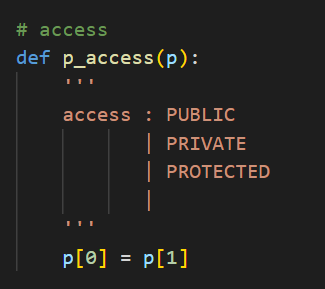 # access
def p_access(p):
    '''
    access : PUBLIC
           | PRIVATE
           | PROTECTED
           |
    '''
    p[0] = p[1]